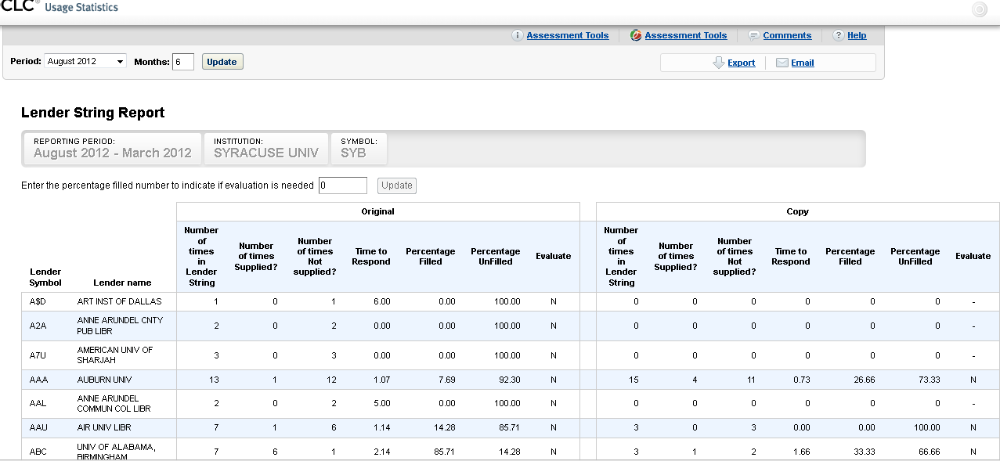 CLC® Usage Statistics
Assessment Tools Assessment Tools Comments Help
Period: August 2012 Months: 6 Update Export Email
Lender String Report
REPORTING PERIOD: INSTITUTION: SYMBOL:
August 2012 - March 2012 SYRACUSE UNIV SYB
Enter the percentage filled number to indicate if evaluation is needed 0 Update
Original Copy
Lender Symbol Lender name Number of times in Lender String Number of times Supplied? Number of times Not supplied? Time to Respond Percentage Filled Percentage UnFilled Evaluate Number of times in Lender String Number of times Supplied? Number of times Not supplied? Time to Respond Percentage Filled Percentage UnFilled Evaluate
A$D ART INST OF DALLAS 1 0 1 6.00 0.00 100.00 N 0 0 0 0 0 0 -
A2A ANNE ARUNDEL CNTY PUB LIBR 2 0 2 0.00 0.00 100.00 N 0 0 0 0 0 0 -
A7U AMERICAN UNIV OF SHARJAH 3 0 3 0.00 0.00 100.00 N 0 0 0 0 0 0 -
AAA AUBURN UNIV 13 1 12 1.07 7.69 92.30 N 15 4 11 0.73 26.66 73.33 N
AAL ANNE ARUNDEL COMMUN COL LIBR 2 0 2 5.00 0.00 100.00 N 0 0 0 0 0 0 -
AAU AIR UNIV LIBR 7 1 6 1.14 14.28 85.71 N 3 0 3 0.00 0.00 100.00 N
ABC UNIV OF ALABAMA, BIRMINGHAM 7 6 1 2.14 85.71 14.28 N 3 1 2 1.66 33.33 66.66 N